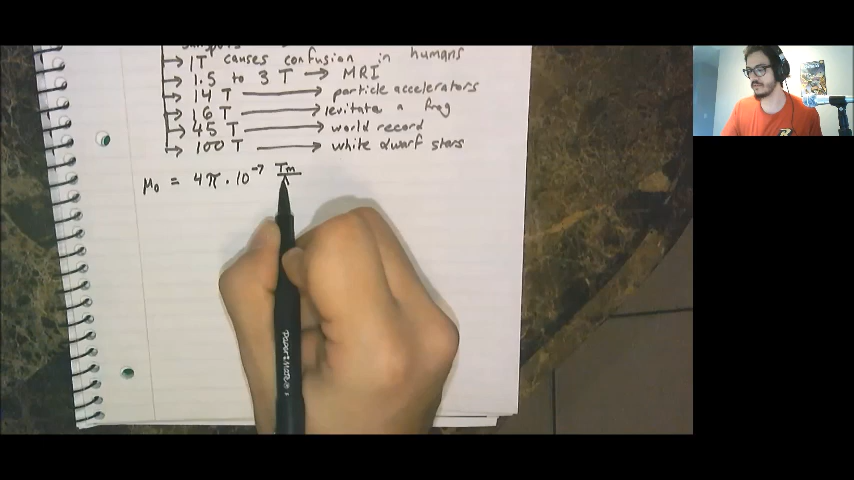 1T causes confusion in humans
1.5 to 3 T → MRI
14 T → particle accelerators
16 T → levitate a frog
45 T → world record
100 T → white dwarf stars
μ₀ = 4π · 10⁻⁷ Tm/A